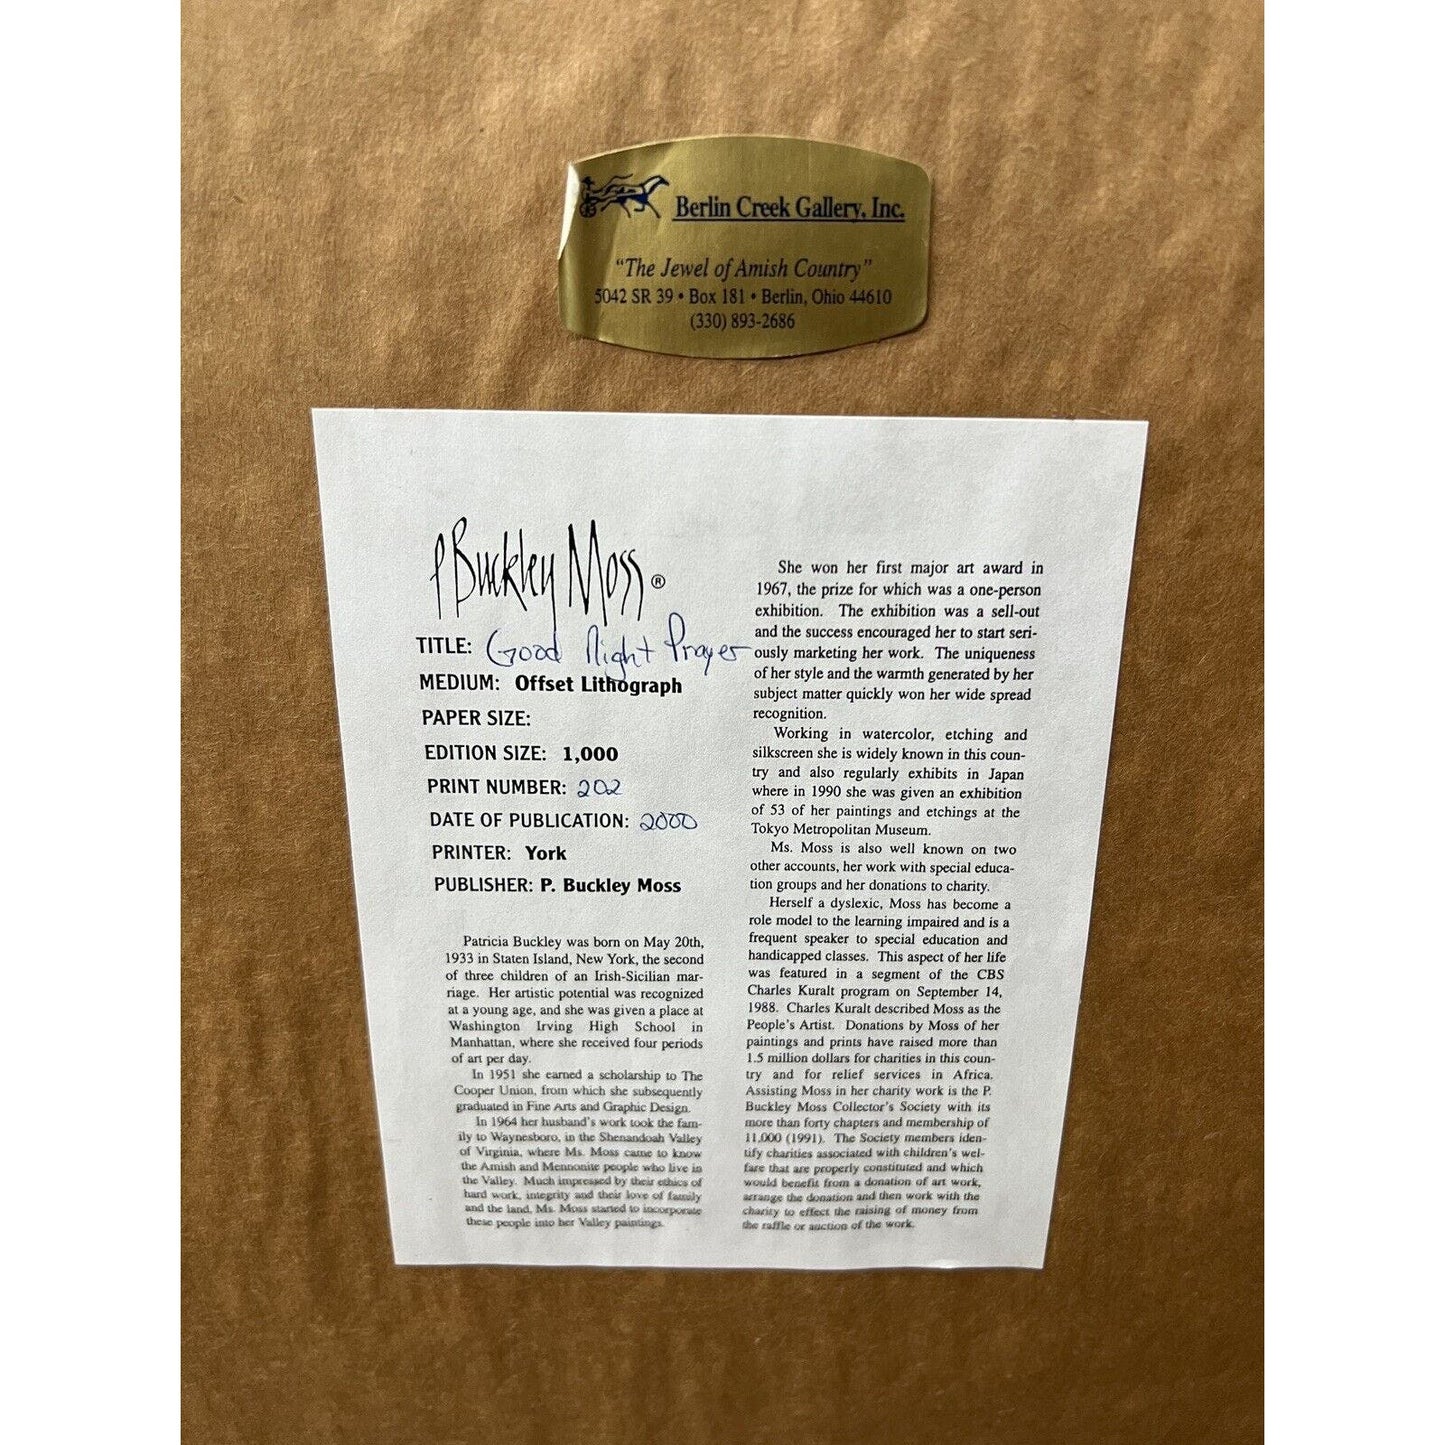 Berlin Creek Gallery, Inc.
"The Jewel of Amish Country"
5042 SR 39 • Box 181 • Berlin, Ohio 44610
(330) 893-2686
P Buckley Moss ®
TITLE: Good Night Prayer
MEDIUM: Offset Lithograph
PAPER SIZE:
EDITION SIZE: 1,000
PRINT NUMBER: 202
DATE OF PUBLICATION: 2000
PRINTER: York
PUBLISHER: P. Buckley Moss
Patricia Buckley was born on May 20th,
1933 in Staten Island, New York, the second
of three children of an Irish-Sicilian mar-
riage. Her artistic potential was recognized
at a young age, and she was given a place at
Washington Irving High School in
Manhattan, where she received four periods
of art per day.
In 1951 she earned a scholarship to The
Cooper Union, from which she subsequently
graduated in Fine Arts and Graphic Design.
In 1964 her husband's work took the fam-
ily to Waynesboro, in the Shenandoah Valley
of Virginia, where Ms. Moss came to know
the Amish and Mennonite people who live in
the Valley. Much impressed by their ethics of
hard work, integrity and their love of family
and the land, Ms. Moss started to incorporate
these people into her Valley paintings.
She won her first major art award in
1967, the prize for which was a one-person
exhibition. The exhibition was a sell-out
and the success encouraged her to start seri-
ously marketing her work. The uniqueness
of her style and the warmth generated by her
subject matter quickly won her wide spread
recognition.
Working in watercolor, etching and
silkscreen she is widely known in this coun-
try and also regularly exhibits in Japan
where in 1990 she was given an exhibition
of 53 of her paintings and etchings at the
Tokyo Metropolitan Museum.
Ms. Moss is also well known on two
other accounts, her work with special educa-
tion groups and her donations to charity.
Herself a dyslexic, Moss has become a
role model to the learning impaired and is a
frequent speaker to special education and
handicapped classes. This aspect of her life
was featured in a segment of the CBS
Charles Kuralt program on September 14,
1988. Charles Kuralt described Moss as the
People's Artist. Donations by Moss of her
paintings and prints have raised more than
1.5 million dollars for charities in this coun-
try and for relief services in Africa.
Assisting Moss in her charity work is the P.
Buckley Moss Collector's Society with its
more than forty chapters and membership of
11,000 (1991). The Society members iden-
tify charities associated with children's wel-
fare that are properly constituted and which
would benefit from a donation of art work,
arrange the donation and then work with the
charity to effect the raising of money from
the raffle or auction of the work.